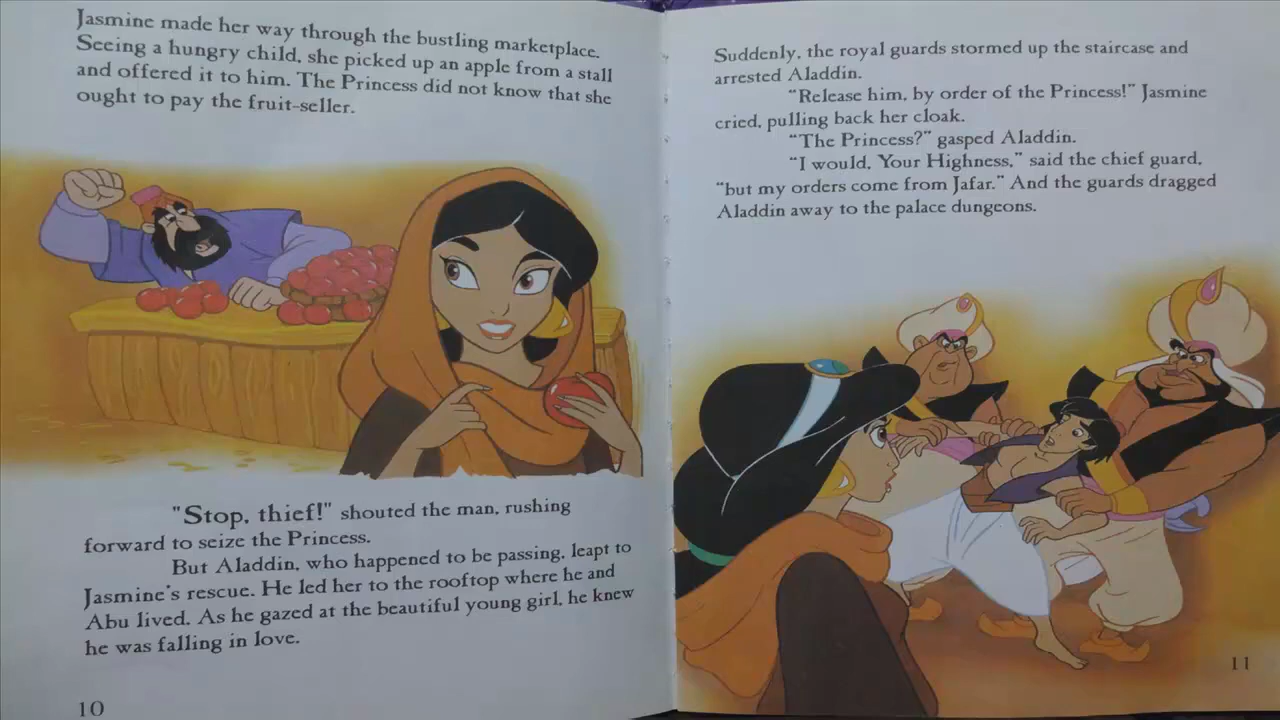 Jasmine made her way through the bustling marketplace.
Seeing a hungry child, she picked up an apple from a stall
and offered it to him. The Princess did not know that she
ought to pay the fruit-seller.
"Stop, thief!" shouted the man, rushing
forward to seize the Princess.
But Aladdin, who happened to be passing, leapt to
Jasmine's rescue. He led her to the rooftop where he and
Abu lived. As he gazed at the beautiful young girl, he knew
he was falling in love.
10
Suddenly, the royal guards stormed up the staircase and
arrested Aladdin.
"Release him, by order of the Princess!" Jasmine
cried, pulling back her cloak.
"The Princess?" gasped Aladdin.
"I would, Your Highness," said the chief guard,
"but my orders come from Jafar." And the guards dragged
Aladdin away to the palace dungeons.
11